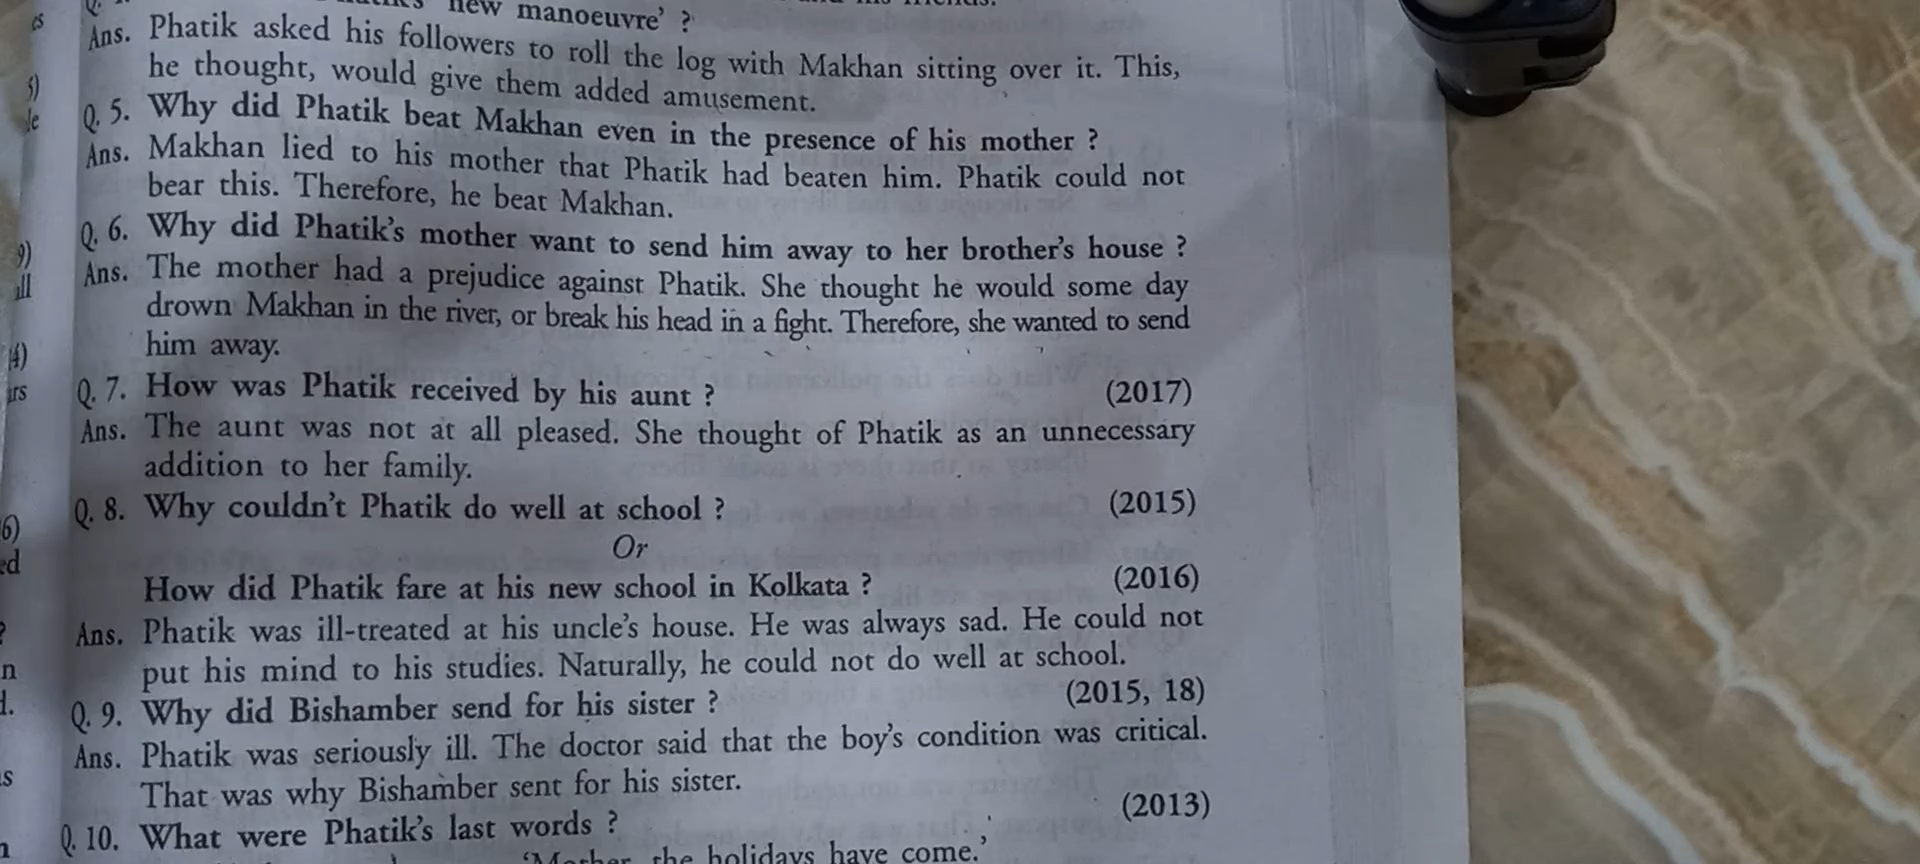 new manoeuvre' ?
Ans. Phatik asked his followers to roll the log with Makhan sitting over it. This,
he thought, would give them added amusement.
Q. 5. Why did Phatik beat Makhan even in the presence of his mother ?
Ans. Makhan lied to his mother that Phatik had beaten him. Phatik could not
bear this. Therefore, he beat Makhan.
Q. 6. Why did Phatik's mother want to send him away to her brother's house ?
Ans. The mother had a prejudice against Phatik. She thought he would some day
drown Makhan in the river, or break his head in a fight. Therefore, she wanted to send
him away.
Q. 7. How was Phatik received by his aunt ? (2017)
Ans. The aunt was not at all pleased. She thought of Phatik as an unnecessary
addition to her family.
Q. 8. Why couldn't Phatik do well at school ? (2015)
Or
How did Phatik fare at his new school in Kolkata ? (2016)
Ans. Phatik was ill-treated at his uncle's house. He was always sad. He could not
put his mind to his studies. Naturally, he could not do well at school.
Q. 9. Why did Bishamber send for his sister ? (2015, 18)
Ans. Phatik was seriously ill. The doctor said that the boy's condition was critical.
That was why Bishamber sent for his sister.
Q. 10. What were Phatik's last words ? (2013)
'Mother, the holidays have come.'